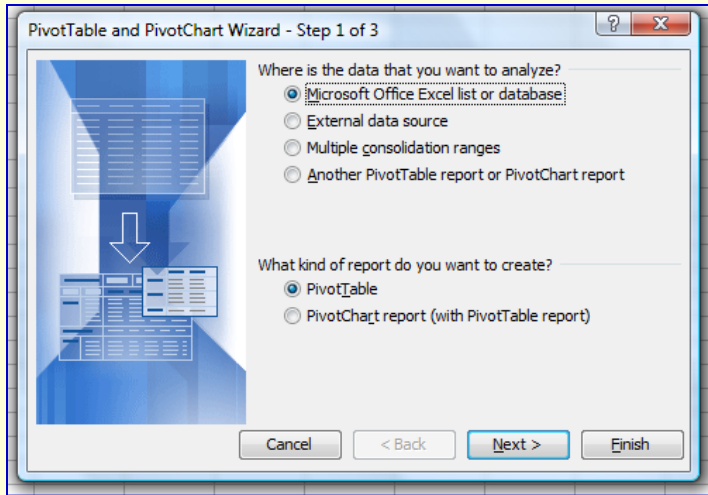 PivotTable and PivotChart Wizard - Step 1 of 3
Where is the data that you want to analyze?
Microsoft Office Excel list or database
External data source
Multiple consolidation ranges
Another PivotTable report or PivotChart report
What kind of report do you want to create?
PivotTable
PivotChart report (with PivotTable report)
Cancel < Back Next > Finish